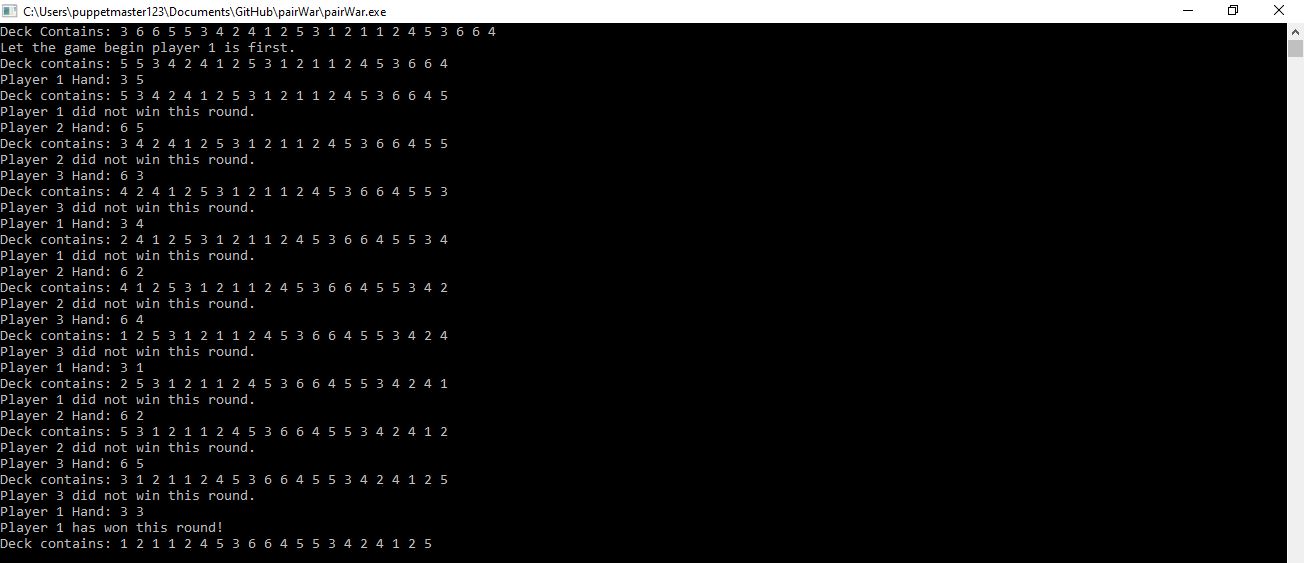 C:\Users\puppetmaster123\Documents\GitHub\pairWar\pairWar.exe
Deck Contains: 3 6 6 5 5 3 4 2 4 1 2 5 3 1 2 1 1 2 4 5 3 6 6 4
Let the game begin player 1 is first.
Deck contains: 5 5 3 4 2 4 1 2 5 3 1 2 1 1 2 4 5 3 6 6 4
Player 1 Hand: 3 5
Deck contains: 5 3 4 2 4 1 2 5 3 1 2 1 1 2 4 5 3 6 6 4 5
Player 1 did not win this round.
Player 2 Hand: 6 5
Deck contains: 3 4 2 4 1 2 5 3 1 2 1 1 2 4 5 3 6 6 4 5 5
Player 2 did not win this round.
Player 3 Hand: 6 3
Deck contains: 4 2 4 1 2 5 3 1 2 1 1 2 4 5 3 6 6 4 5 5 3
Player 3 did not win this round.
Player 1 Hand: 3 4
Deck contains: 2 4 1 2 5 3 1 2 1 1 2 4 5 3 6 6 4 5 5 3 4
Player 1 did not win this round.
Player 2 Hand: 6 2
Deck contains: 4 1 2 5 3 1 2 1 1 2 4 5 3 6 6 4 5 5 3 4 2
Player 2 did not win this round.
Player 3 Hand: 6 4
Deck contains: 1 2 5 3 1 2 1 1 2 4 5 3 6 6 4 5 5 3 4 2 4
Player 3 did not win this round.
Player 1 Hand: 3 1
Deck contains: 2 5 3 1 2 1 1 2 4 5 3 6 6 4 5 5 3 4 2 4 1
Player 1 did not win this round.
Player 2 Hand: 6 2
Deck contains: 5 3 1 2 1 1 2 4 5 3 6 6 4 5 5 3 4 2 4 1 2
Player 2 did not win this round.
Player 3 Hand: 6 5
Deck contains: 3 1 2 1 1 2 4 5 3 6 6 4 5 5 3 4 2 4 1 2 5
Player 3 did not win this round.
Player 1 Hand: 3 3
Player 1 has won this round!
Deck contains: 1 2 1 1 2 4 5 3 6 6 4 5 5 3 4 2 4 1 2 5